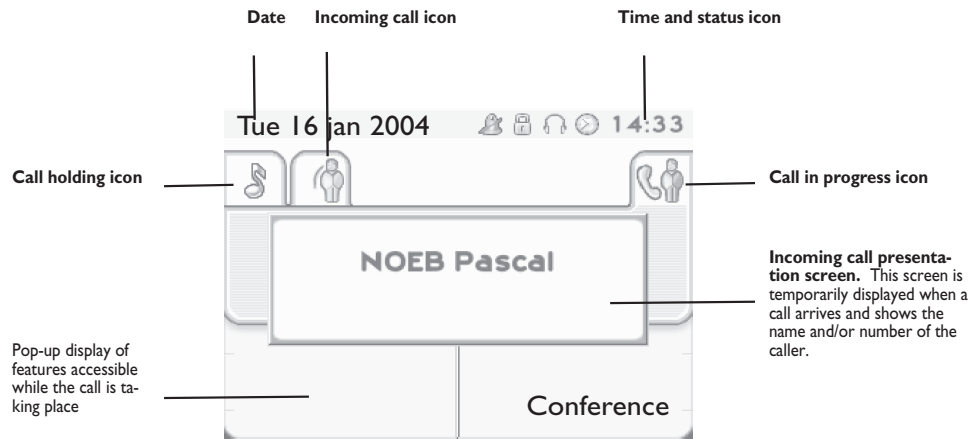 Date
Incoming call icon
Time and status icon
Tue 16 jan 2004
14:33
Call holding icon
Call in progress icon
NOEB Pascal
Incoming call presenta-
tion screen. This screen is
temporarily displayed when a
call arrives and shows the
name and/or number of the
caller.
Pop-up display of
features accessible
while the call is ta-
king place
Conference